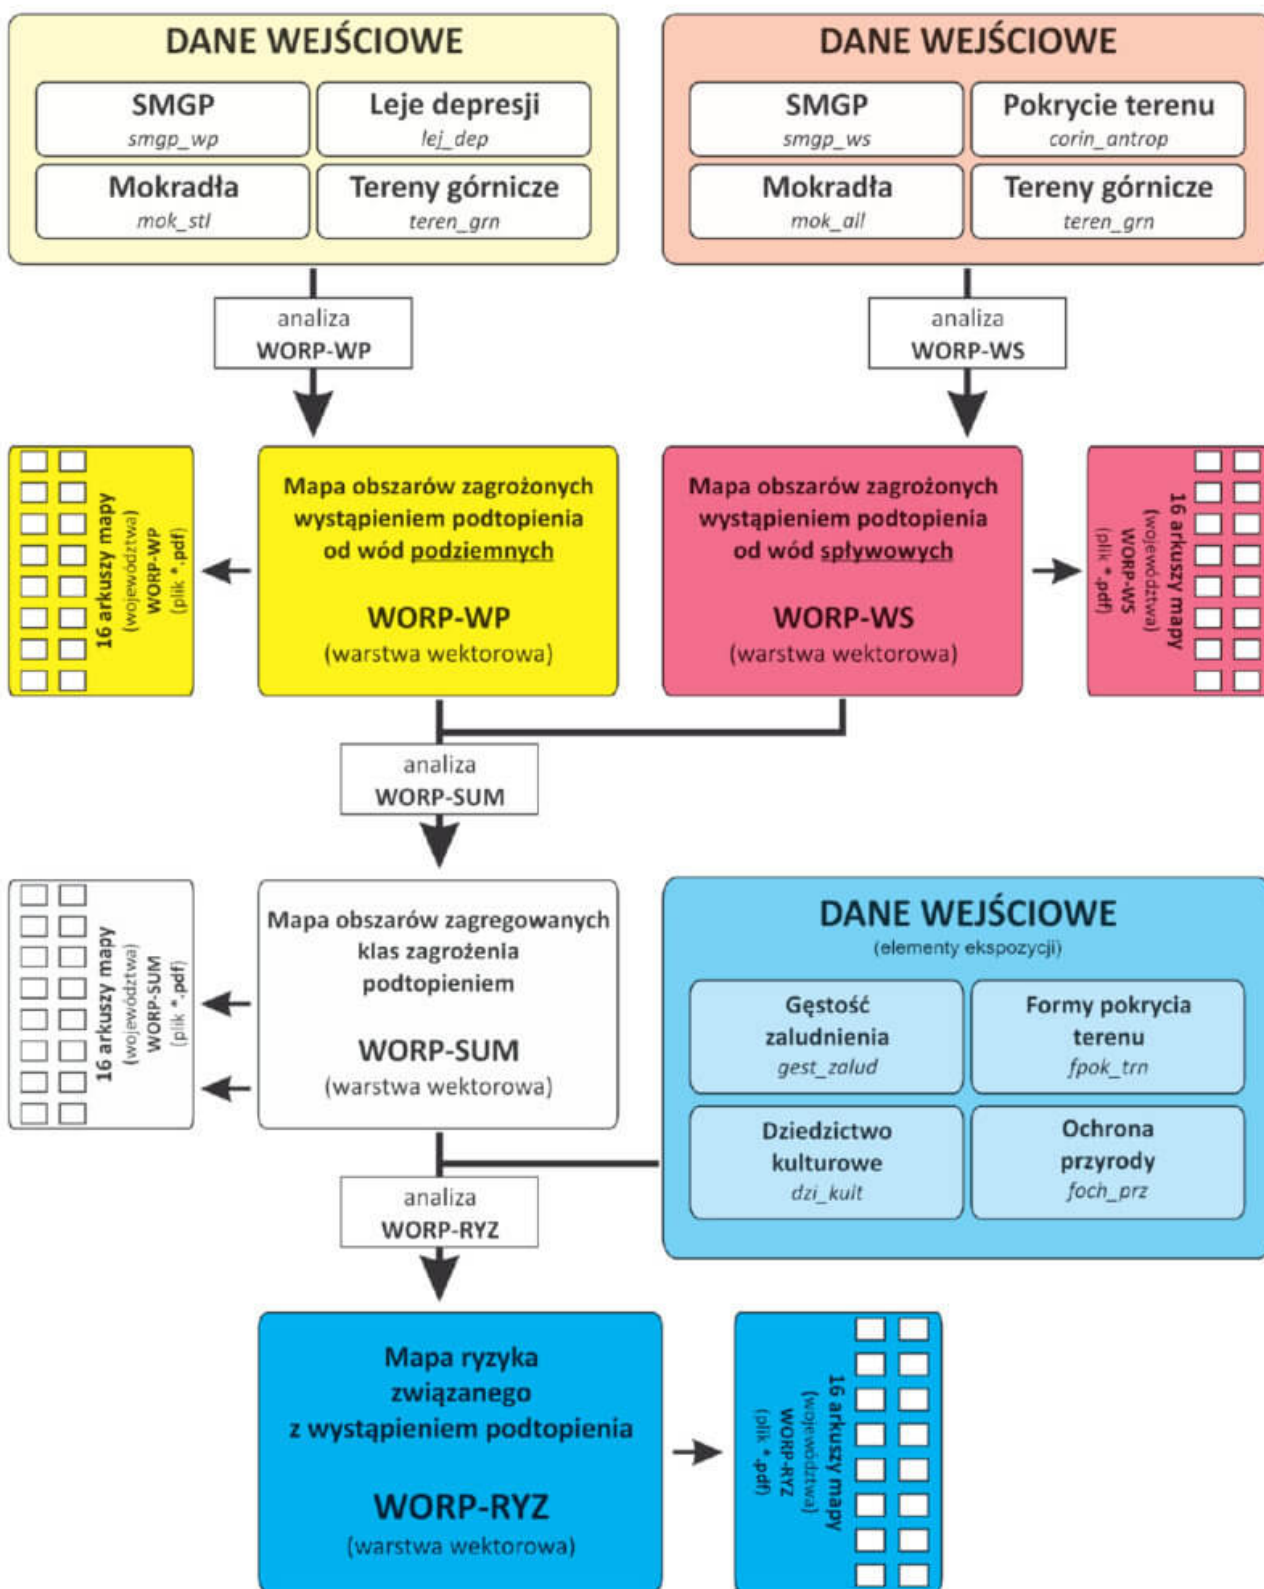 DANE WEJŚCIOWE
SMGP
smgp_wp
Leje depresji
lej_dep
Mokradła
mok_stl
Tereny górnicze
teren_grn
DANE WEJŚCIOWE
SMGP
smgp_ws
Pokrycie terenu
corin_antrop
Mokradła
mok_all
Tereny górnicze
teren_grn
analiza
WORP-WP
analiza
WORP-WS
16 arkuszy mapy
(województwa)
WORP-WP
(plik *.pdf)
Mapa obszarów zagrożonych
wystąpieniem podtopienia
od wód podziemnych
WORP-WP
(warstwa wektorowa)
Mapa obszarów zagrożonych
wystąpieniem podtopienia
od wód spływowych
WORP-WS
(warstwa wektorowa)
16 arkuszy mapy
(województwa)
WORP-WS
(plik *.pdf)
analiza
WORP-SUM
16 arkuszy mapy
(województwa)
WORP-SUM
(plik *.pdf)
Mapa obszarów zagregowanych
klas zagrożenia
podtopieniem
WORP-SUM
(warstwa wektorowa)
DANE WEJŚCIOWE
(elementy ekspozycji)
Gęstość
zaludnienia
gest_zalud
Formy pokrycia
terenu
fpok_trn
Dziedzictwo
kulturowe
dzi_kult
Ochrona
przyrody
foch_prz
analiza
WORP-RYZ
Mapa ryzyka
związanego
z wystąpieniem podtopienia
WORP-RYZ
(warstwa wektorowa)
16 arkuszy mapy
(województwa)
WORP-RYZ
(plik *.pdf)